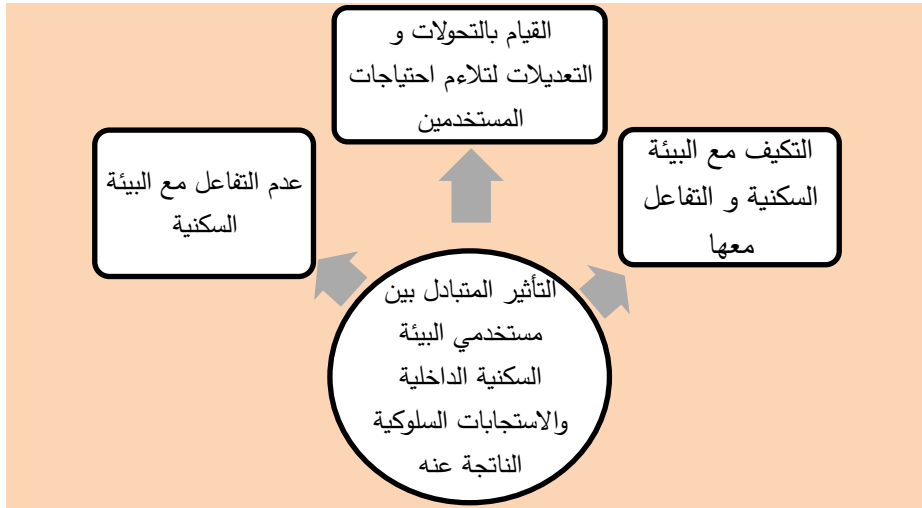 القيام بالتحولات و
التعديلات لتلاءم احتياجات
المستخدمين
التكيف مع البيئة
السكنية و التفاعل
معها
عدم التفاعل مع البيئة
السكنية
التأثير المتبادل بين
مستخدمي البيئة
السكنية الداخلية
والاستجابات السلوكية
الناتجة عنه